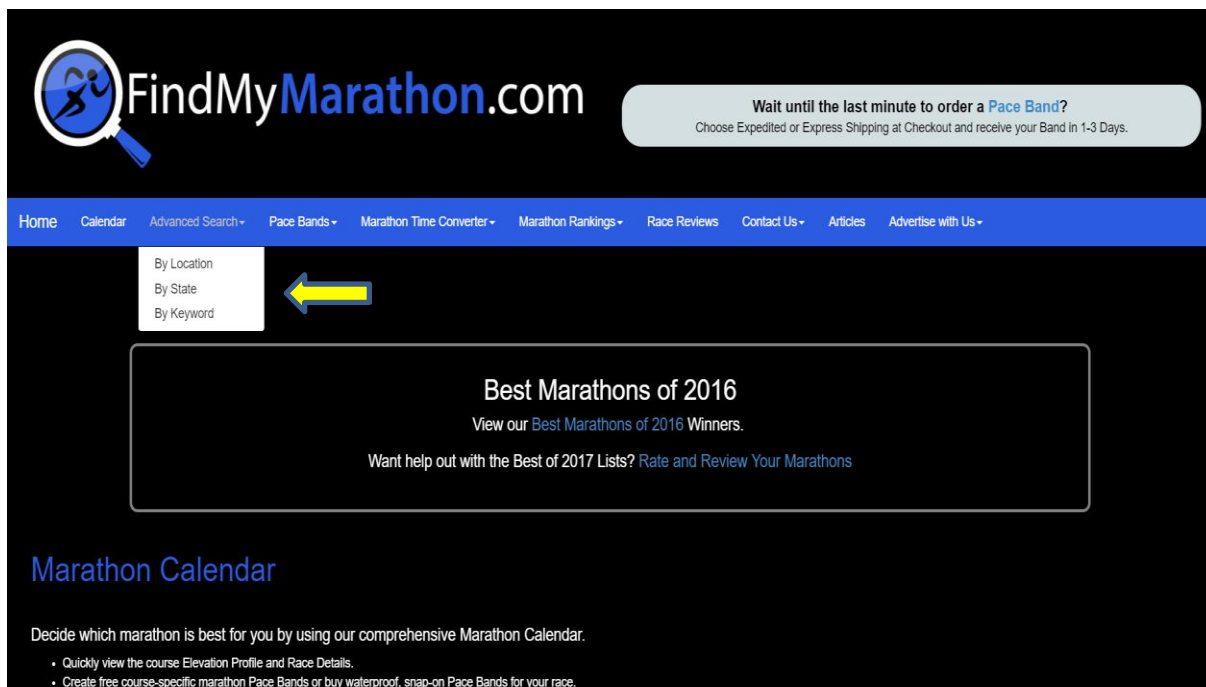 FindMyMarathon.com
Wait until the last minute to order a Pace Band?
Choose Expedited or Express Shipping at Checkout and receive your Band in 1-3 Days.
Home Calendar Advanced Search Pace Bands Marathon Time Converter Marathon Rankings Race Reviews Contact Us Articles Advertise with Us
By Location
By State
By Keyword
Best Marathons of 2016
View our Best Marathons of 2016 Winners.
Want help out with the Best of 2017 Lists? Rate and Review Your Marathons
Marathon Calendar
Decide which marathon is best for you by using our comprehensive Marathon Calendar.
• Quickly view the course Elevation Profile and Race Details.
• Create free course-specific marathon Pace Bands or buy waterproof, snap-on Pace Bands for your race.